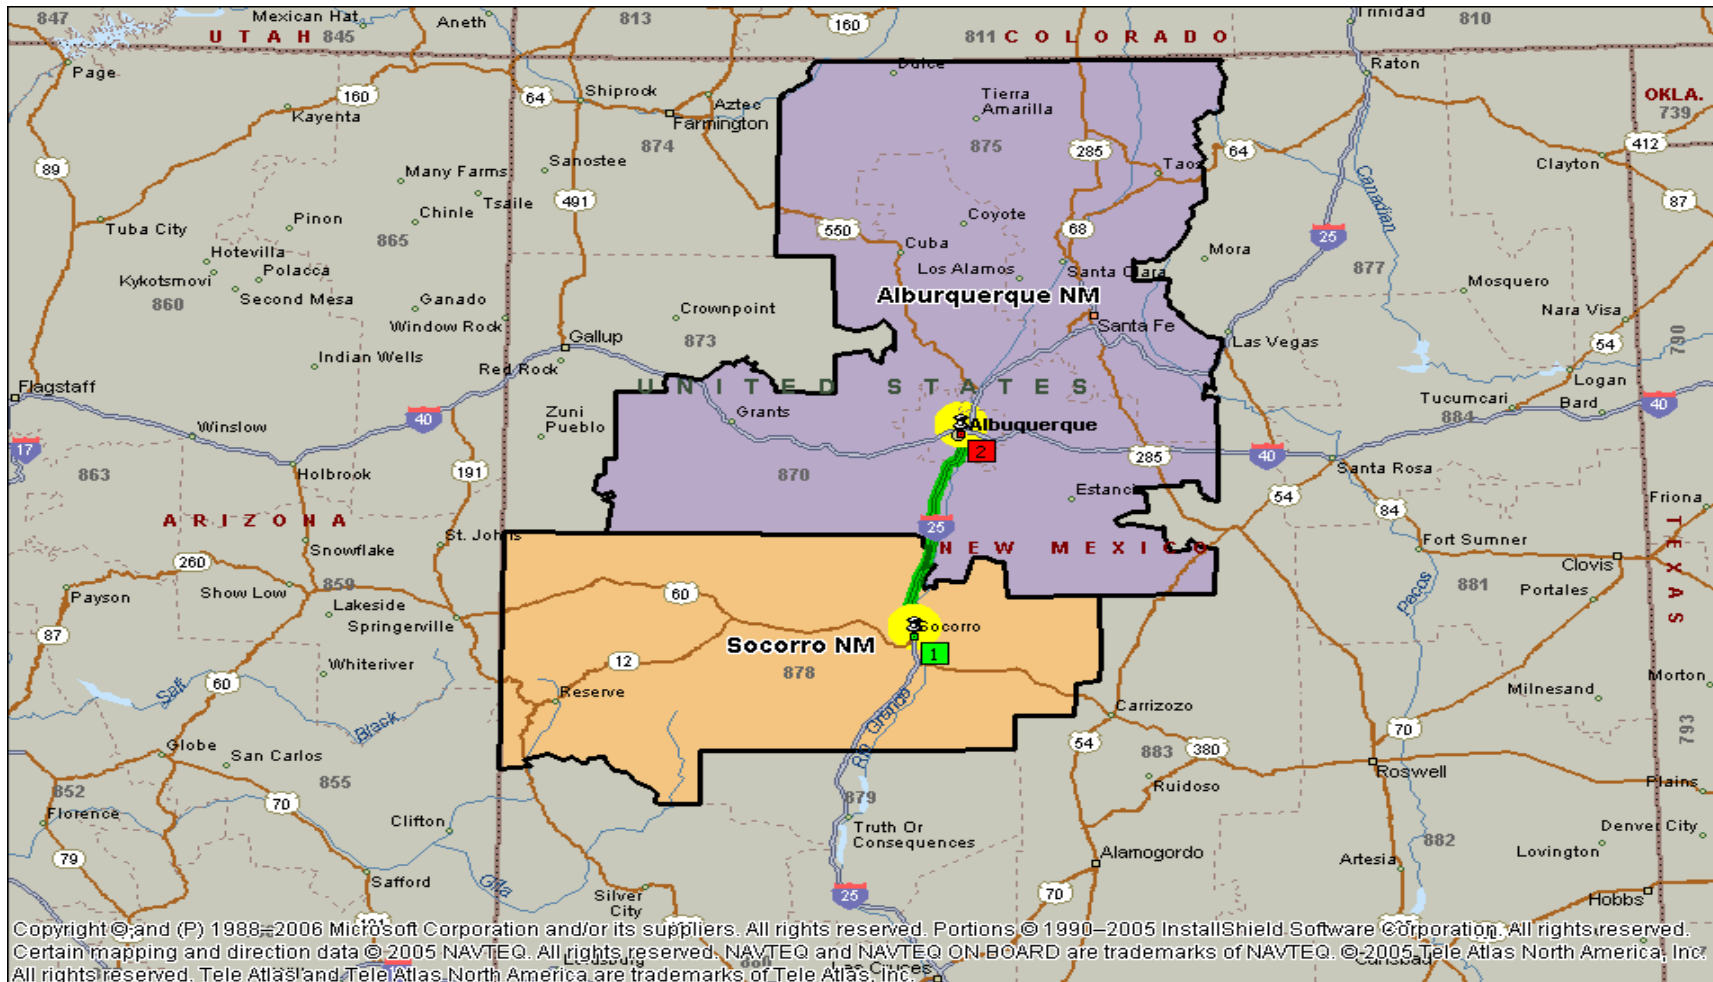 847
Mexican Hat
Aneth
813
160
Trinidad
810
UTAH
845
811
COLORADO
Page
Dulce
Raton
160
64
Shiprock
Aztec
Tierra
Amarilla
OKLA.
739
Kayenta
Farmington
874
875
285
64
412
89
Sanostee
Taos
Clayton
Many Farms
Tsaile
491
Canadian
87
Pinon
Chinle
Coyote
Tuba City
865
550
68
25
Hotevilla
Cuba
Mora
Kykotsmovi
Polacca
Los Alamos
Santa Clara
877
860
Second Mesa
Ganado
Crownpoint
Alburquerque NM
Mosquero
Window Rock
Nara Visa
Gallup
873
Santa Fe
790
Indian Wells
Red Rock
Las Vegas
54
Flagstaff
UNITED STATES
Logan
40
Zuni
Pueblo
Grants
Tucumcari
884
Bard
40
Winslow
Albuquerque
17
2
285
40
863
Holbrook
191
870
Santa Rosa
Estancia
54
Friona
84
ARIZONA
25
St. Johns
NEW MEXICO
Fort Sumner
TEXAS
Snowflake
260
Clovis
Show Low
859
60
Pecos
881
Payson
Lakeside
Portales
Springerville
87
Socorro
Socorro NM
1
Whiteriver
12
878
60
Salt
Reserve
Rio Grande
Morton
Black
Milnesand
Carrizozo
793
Globe
54
883
380
70
San Carlos
855
Roswell
852
Ruidoso
Plains
70
879
Florence
Clifton
Truth Or
Consequences
Denver City
882
79
Alamogordo
Artesia
Lovington
Safford
Gila
Silver
City
25
70
Hobbs
Copyright © and (P) 1988–2006 Microsoft Corporation and/or its suppliers. All rights reserved. Portions © 1990–2005 InstallShield Software Corporation. All rights reserved.
Certain mapping and direction data © 2005 NAVTEQ. All rights reserved. NAVTEQ and NAVTEQ ON BOARD are trademarks of NAVTEQ. © 2005 Tele Atlas North America, Inc.
All rights reserved. Tele Atlas and Tele Atlas North America are trademarks of Tele Atlas, Inc.